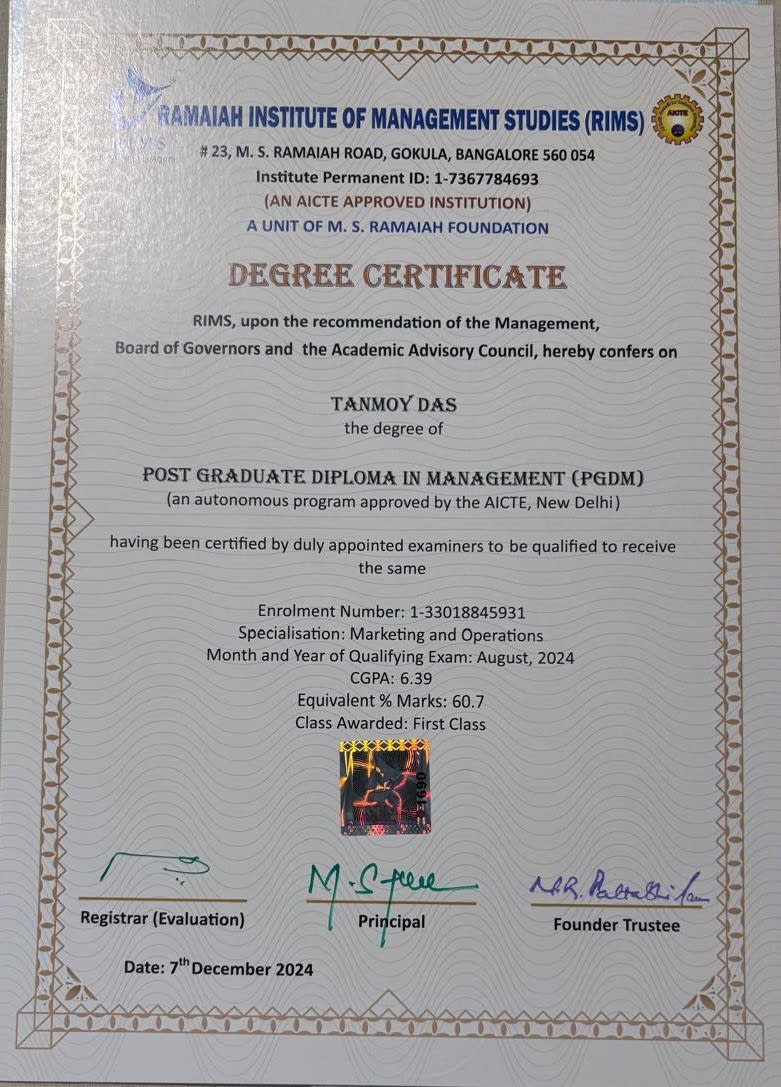 RAMAIAH INSTITUTE OF MANAGEMENT STUDIES (RIMS)
AICTE
# 23, M. S. RAMAIAH ROAD, GOKULA, BANGALORE 560 054
Institute Permanent ID: 1-7367784693
(AN AICTE APPROVED INSTITUTION)
A UNIT OF M. S. RAMAIAH FOUNDATION
DEGREE CERTIFICATE
RIMS, upon the recommendation of the Management,
Board of Governors and the Academic Advisory Council, hereby confers on
TANMOY DAS
the degree of
POST GRADUATE DIPLOMA IN MANAGEMENT (PGDM)
(an autonomous program approved by the AICTE, New Delhi)
having been certified by duly appointed examiners to be qualified to receive
the same
Enrolment Number: 1-33018845931
Specialisation: Marketing and Operations
Month and Year of Qualifying Exam: August, 2024
CGPA: 6.39
Equivalent % Marks: 60.7
Class Awarded: First Class
Registrar (Evaluation)
Principal
Founder Trustee
Date: 7th December 2024